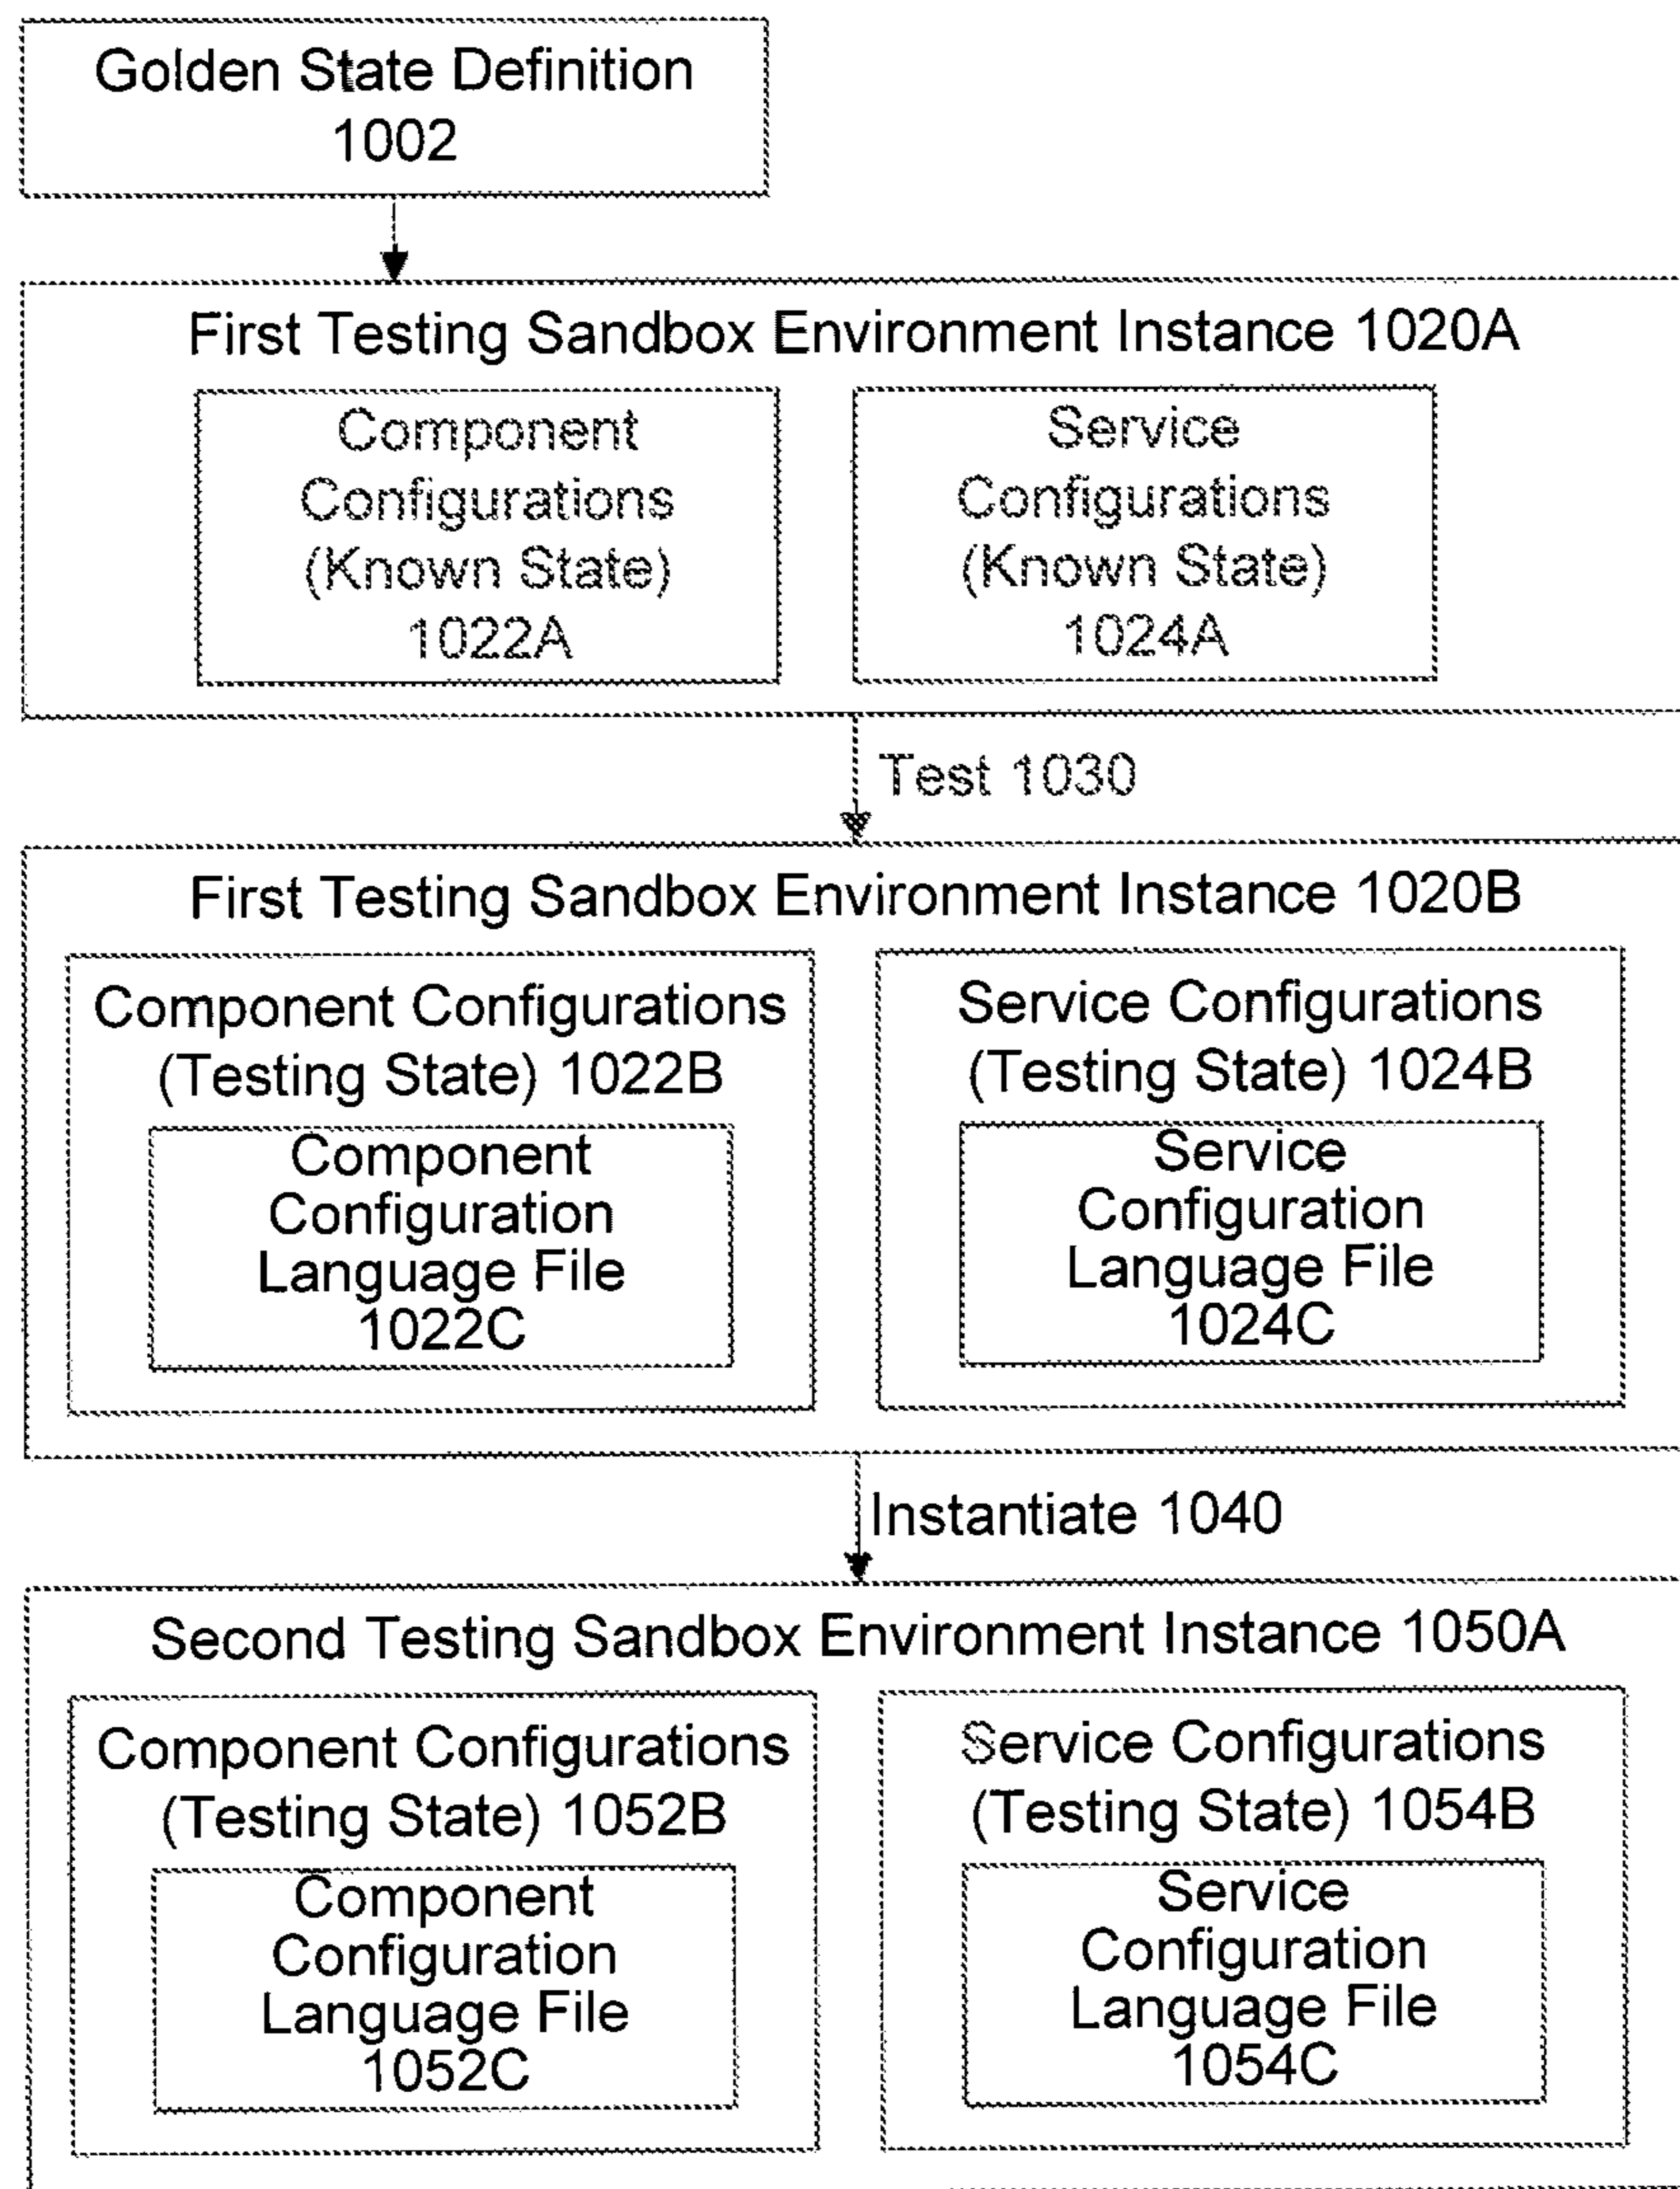 Golden State Definition
1002
First Testing Sandbox Environment Instance 1020A
Component
Configurations
(Known State)
1022A
Service
Configurations
(Known State)
1024A
Test 1030
First Testing Sandbox Environment Instance 1020B
Component Configurations
(Testing State) 1022B
Component
Configuration
Language File
1022C
Service Configurations
(Testing State) 1024B
Service
Configuration
Language File
1024C
Instantiate 1040
Second Testing Sandbox Environment Instance 1050A
Component Configurations
(Testing State) 1052B
Component
Configuration
Language File
1052C
Service Configurations
(Testing State) 1054B
Service
Configuration
Language File
1054C